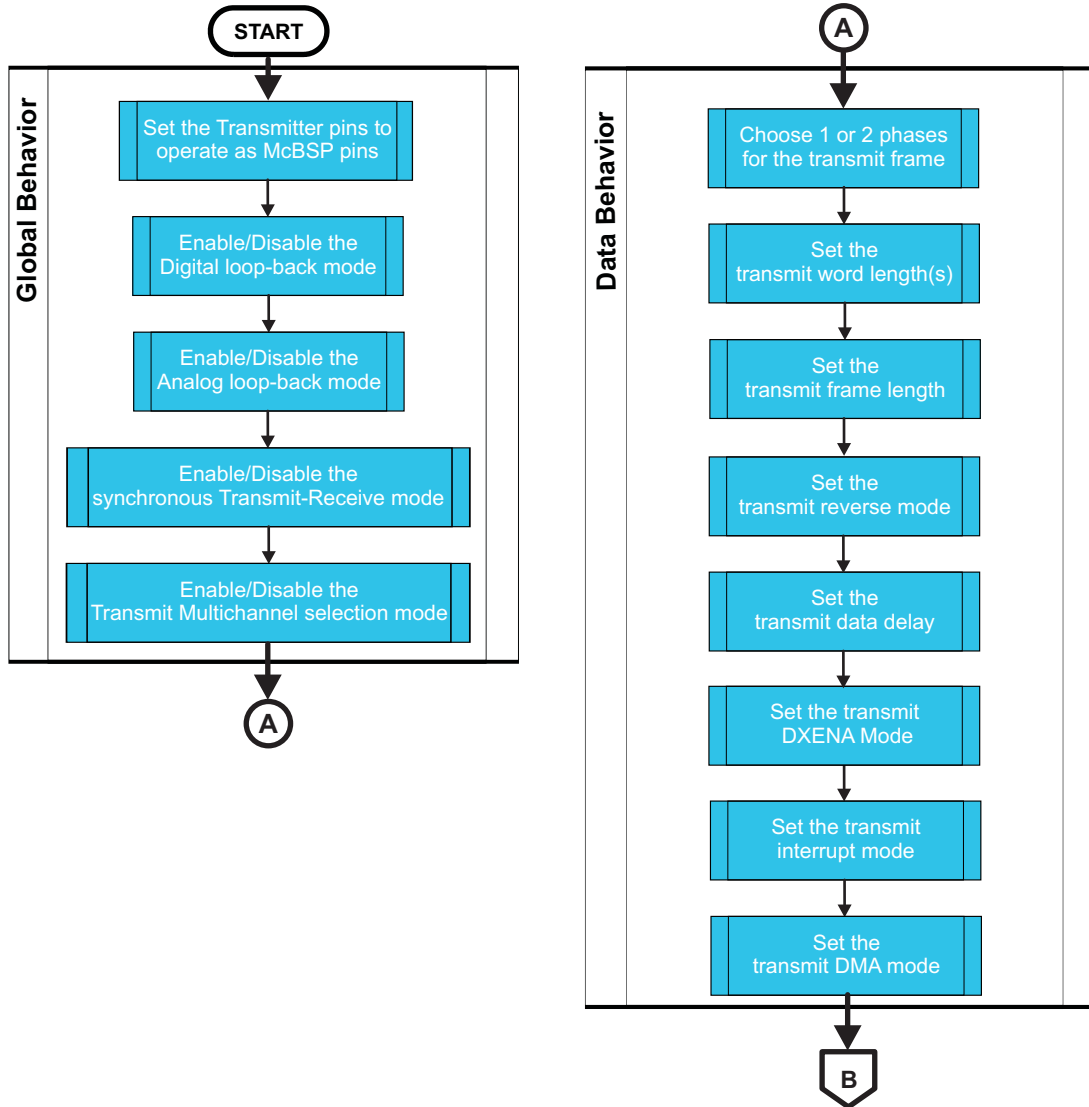 START
Global Behavior
Set the Transmitter pins to
operate as McBSP pins
Enable/Disable the
Digital loop-back mode
Enable/Disable the
Analog loop-back mode
Enable/Disable the
synchronous Transmit-Receive mode
Enable/Disable the
Transmit Multichannel selection mode
A
A
Data Behavior
Choose 1 or 2 phases
for the transmit frame
Set the
transmit word length(s)
Set the
transmit frame length
Set the
transmit reverse mode
Set the
transmit data delay
Set the transmit
DXENA Mode
Set the transmit
interrupt mode
Set the
transmit DMA mode
B